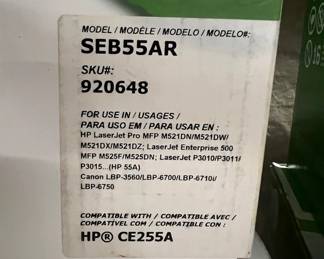 MODEL / MODÈLE / MODELO / MODELO#:
SEB55AR
SKU#:
920648
FOR USE IN / USAGES /
PARA USO EM / PARA USAR EN :
HP LaserJet Pro MFP M521DN/M521DW/
M521DX/M521DZ; LaserJet Enterprise 500
MFP M525F/M525DN; LaserJet P3010/P3011/
P3015...(HP 55A)
Canon LBP-3560/LBP-6700/LBP-6710i/
LBP-6750
COMPATIBLE WITH / COMPATIBLE AVEC /
COMPATÍVEL COM / COMPATIBLE CON :
HP® CE255A